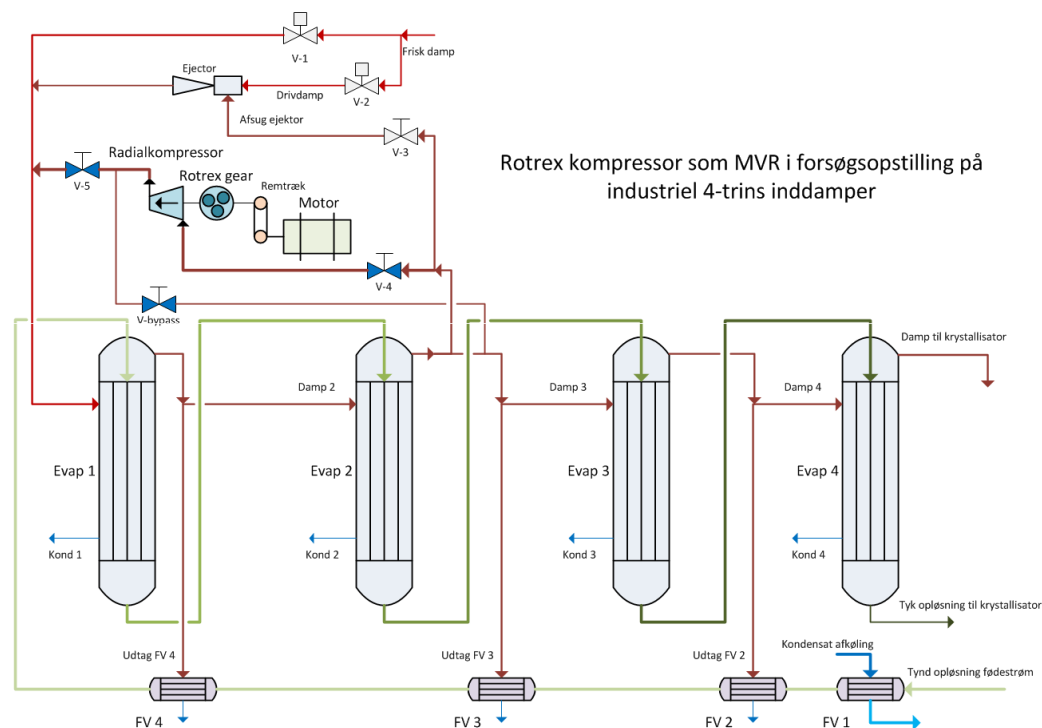 Frisk damp
V-1
Ejector
Drivdamp
V-2
Afsug ejektor
V-3
Radialkompressor
Rotrex gear
Remtræk
Motor
V-5
V-4
V-bypass
Rotrex kompressor som MVR i forsøgsopstilling på
industriel 4-trins inddamper
Damp til krystallisator
Damp 2
Damp 3
Damp 4
Evap 1
Evap 2
Evap 3
Evap 4
Kond 1
Kond 2
Kond 3
Kond 4
Tyk opløsning til krystallisator
Kondensat afkøling
Udtag FV 4
Udtag FV 3
Udtag FV 2
Tynd opløsning fødestrøm
FV 4
FV 3
FV 2
FV 1